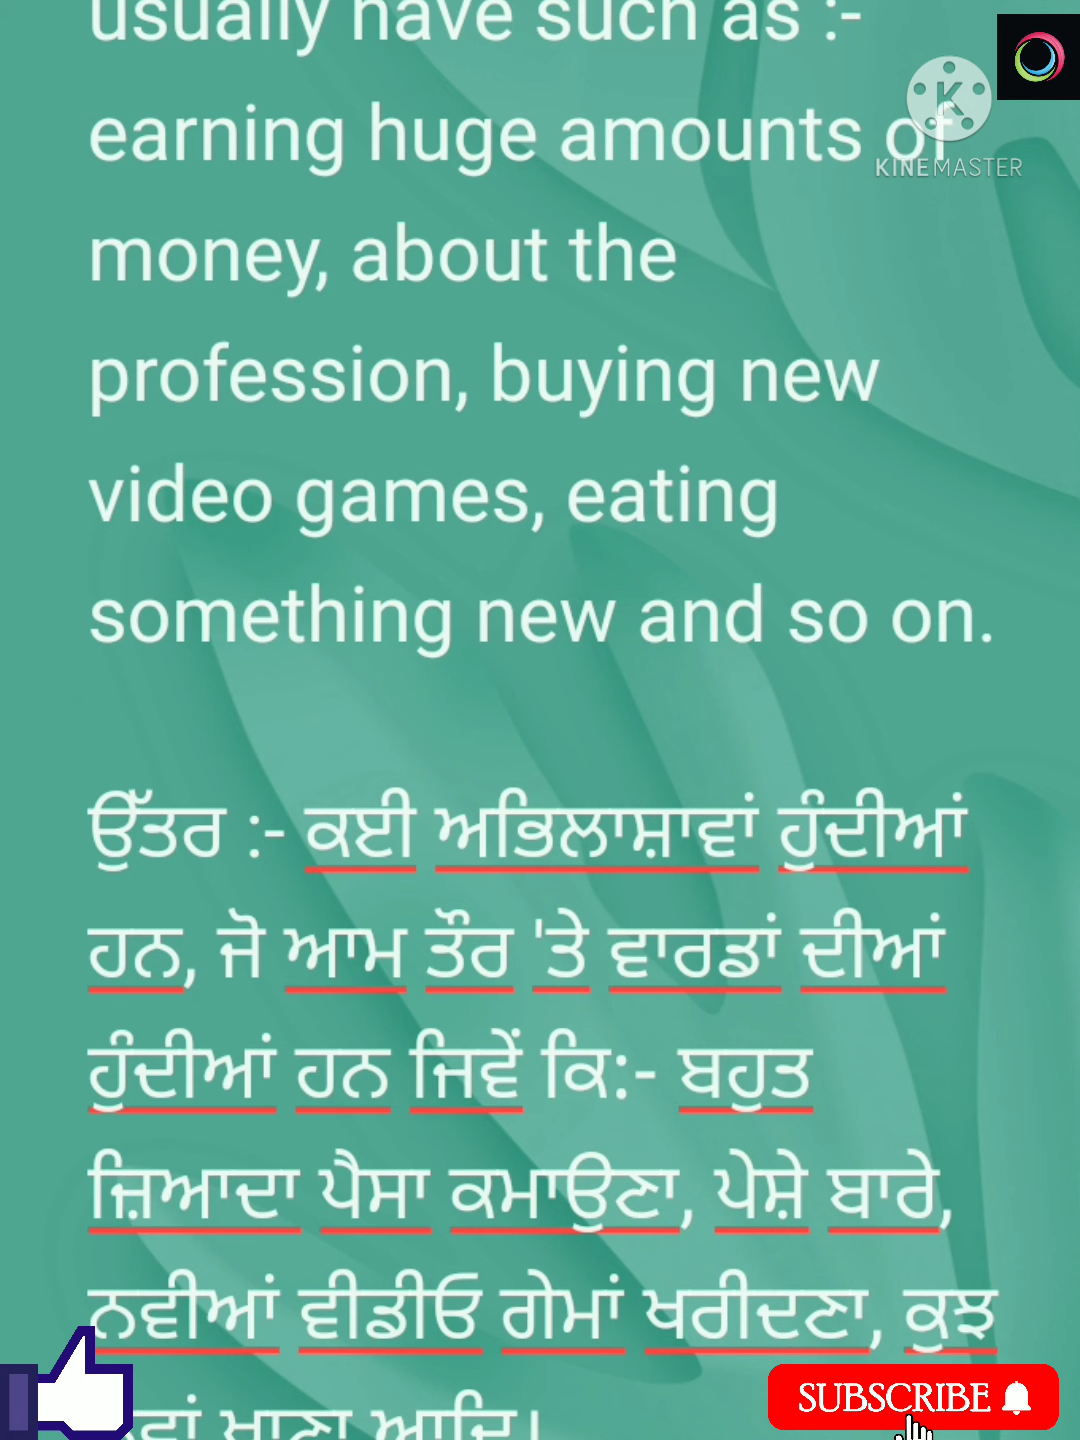 usually have such as :-
earning huge amounts of
money, about the
profession, buying new
video games, eating
something new and so on.
ਉੱਤਰ :- ਕਈ ਅਭਿਲਾਸ਼ਾਵਾਂ ਹੁੰਦੀਆਂ
ਹਨ, ਜੋ ਆਮ ਤੌਰ 'ਤੇ ਵਾਰਡਾਂ ਦੀਆਂ
ਹੁੰਦੀਆਂ ਹਨ ਜਿਵੇਂ ਕਿ:- ਬਹੁਤ
ਜ਼ਿਆਦਾ ਪੈਸਾ ਕਮਾਉਣਾ, ਪੇਸ਼ੇ ਬਾਰੇ,
ਨਵੀਆਂ ਵੀਡੀਓ ਗੇਮਾਂ ਖਰੀਦਣਾ, ਕੁਝ
ਖਾਣਾ ਆਦਿ।
K
KINEMASTER
SUBSCRIBE